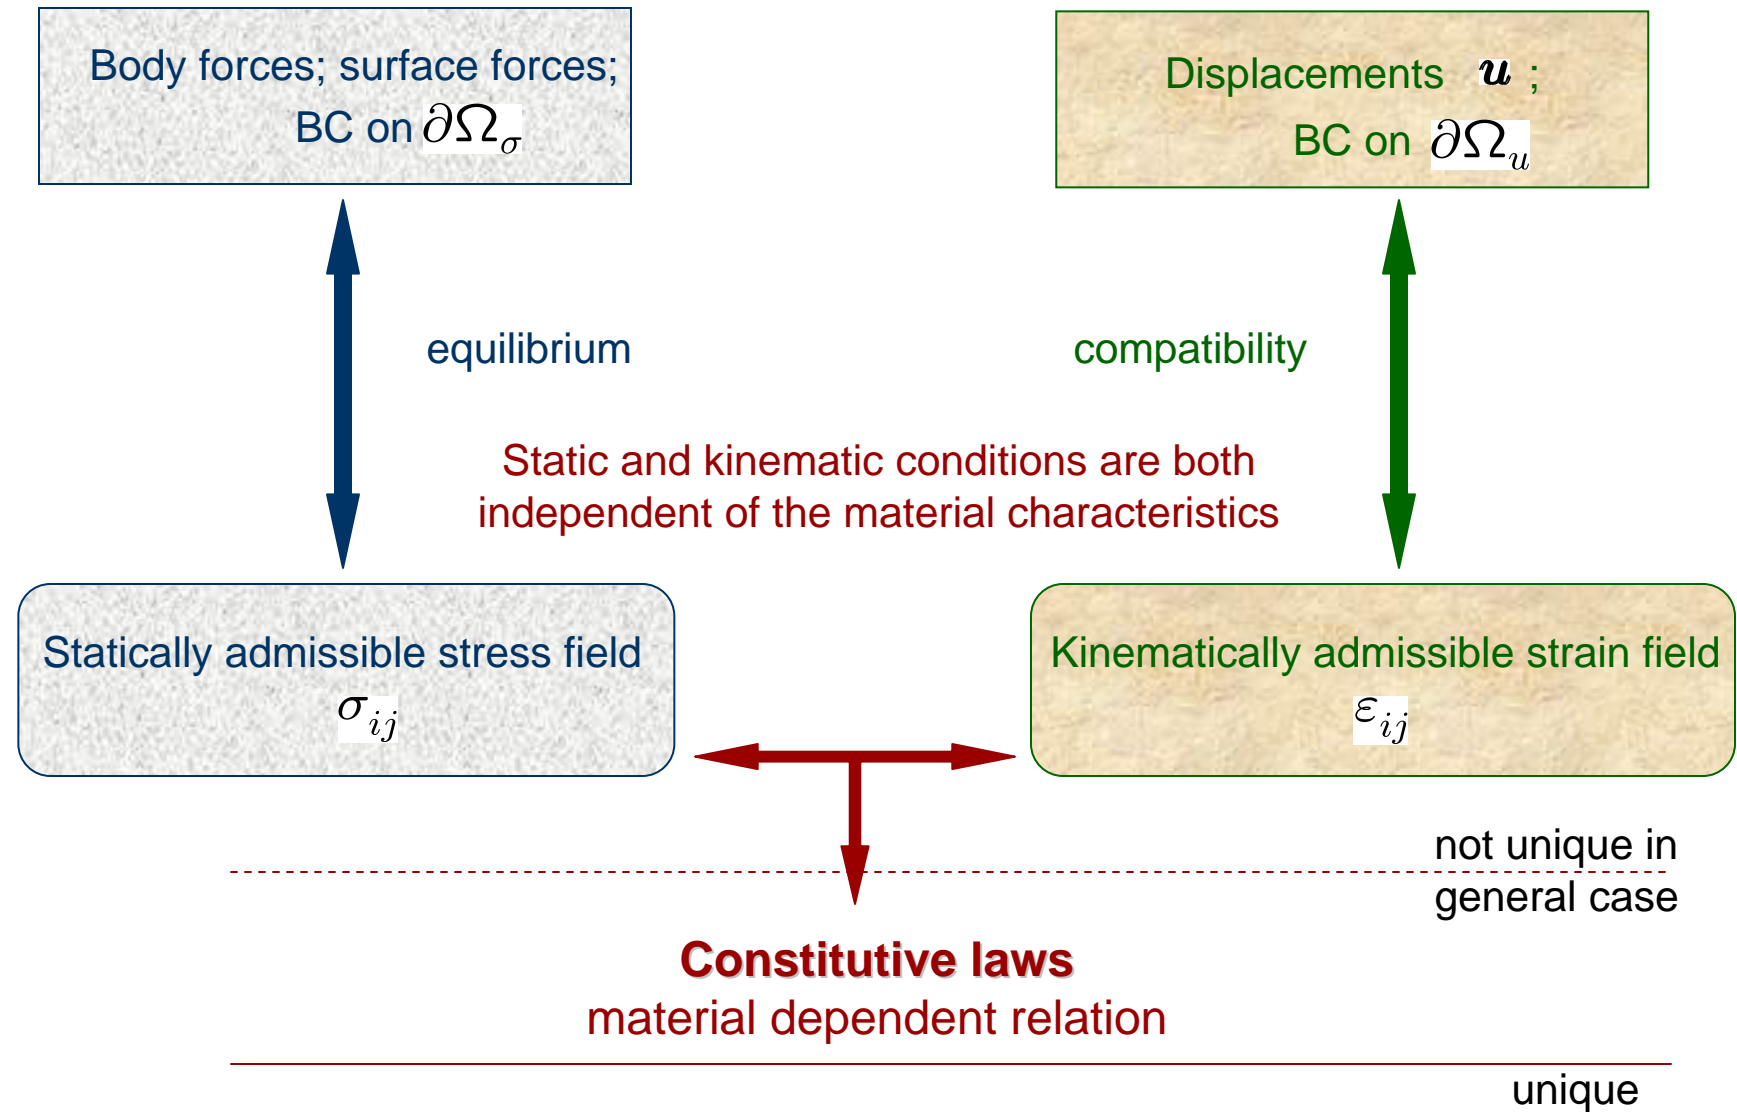 Body forces; surface forces;
BC on ∂Ω_σ
Displacements u ;
BC on ∂Ω_u
equilibrium
compatibility
Static and kinematic conditions are both
independent of the material characteristics
Statically admissible stress field
σ_ij
Kinematically admissible strain field
ε_ij
not unique in
general case
Constitutive laws
material dependent relation
unique